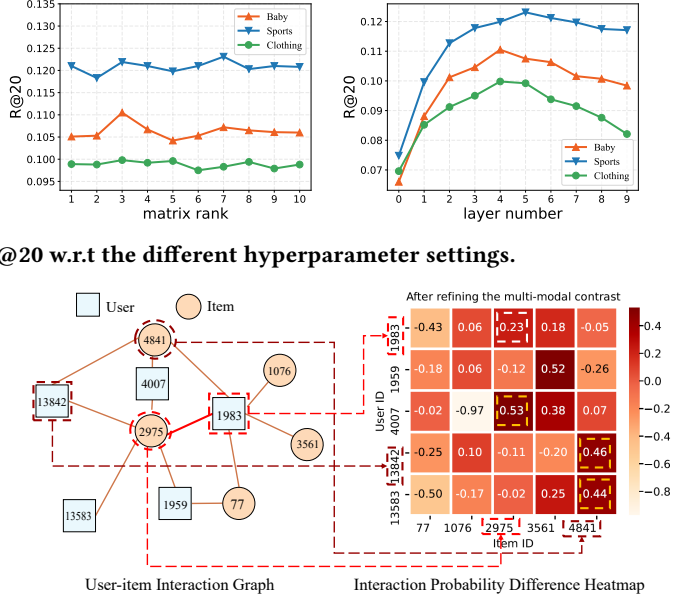 0.135
0.130
0.125
0.120
0.115
0.110
0.105
0.100
0.095
R@20
Baby
Sports
Clothing
1 2 3 4 5 6 7 8 9 10
matrix rank
0.12
0.11
0.10
0.09
0.08
0.07
R@20
Baby
Sports
Clothing
0 1 2 3 4 5 6 7 8 9
layer number
@20 w.r.t the different hyperparameter settings.
User
Item
4841
1076
4007
13842
1983
2975
3561
1959
77
13583
User-item Interaction Graph
After refining the multi-modal contrast
User ID
1983
1959
4007
13842
13583
-0.43 0.06 0.23 0.18 -0.05
-0.18 0.06 -0.12 0.52 -0.26
-0.02 -0.97 0.53 0.38 0.07
-0.25 0.10 -0.11 -0.20 0.46
-0.50 -0.17 -0.02 0.25 0.44
77 1076 2975 3561 4841
Item ID
0.4
0.2
0.0
−0.2
−0.4
−0.6
−0.8
Interaction Probability Difference Heatmap